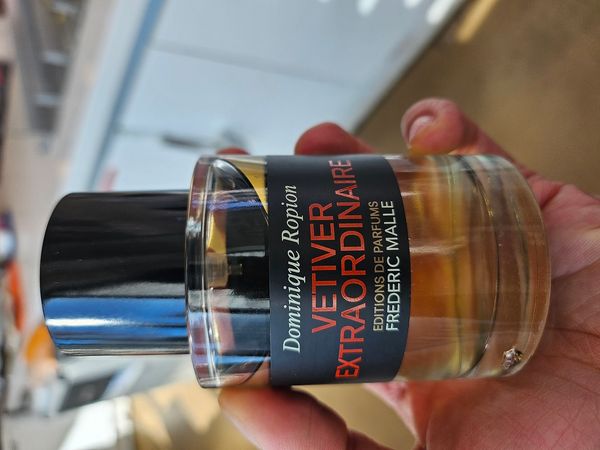 Dominique Ropion
VETIVER
EXTRAORDINAIRE
EDITIONS DE PARFUMS
FREDERIC MALLE